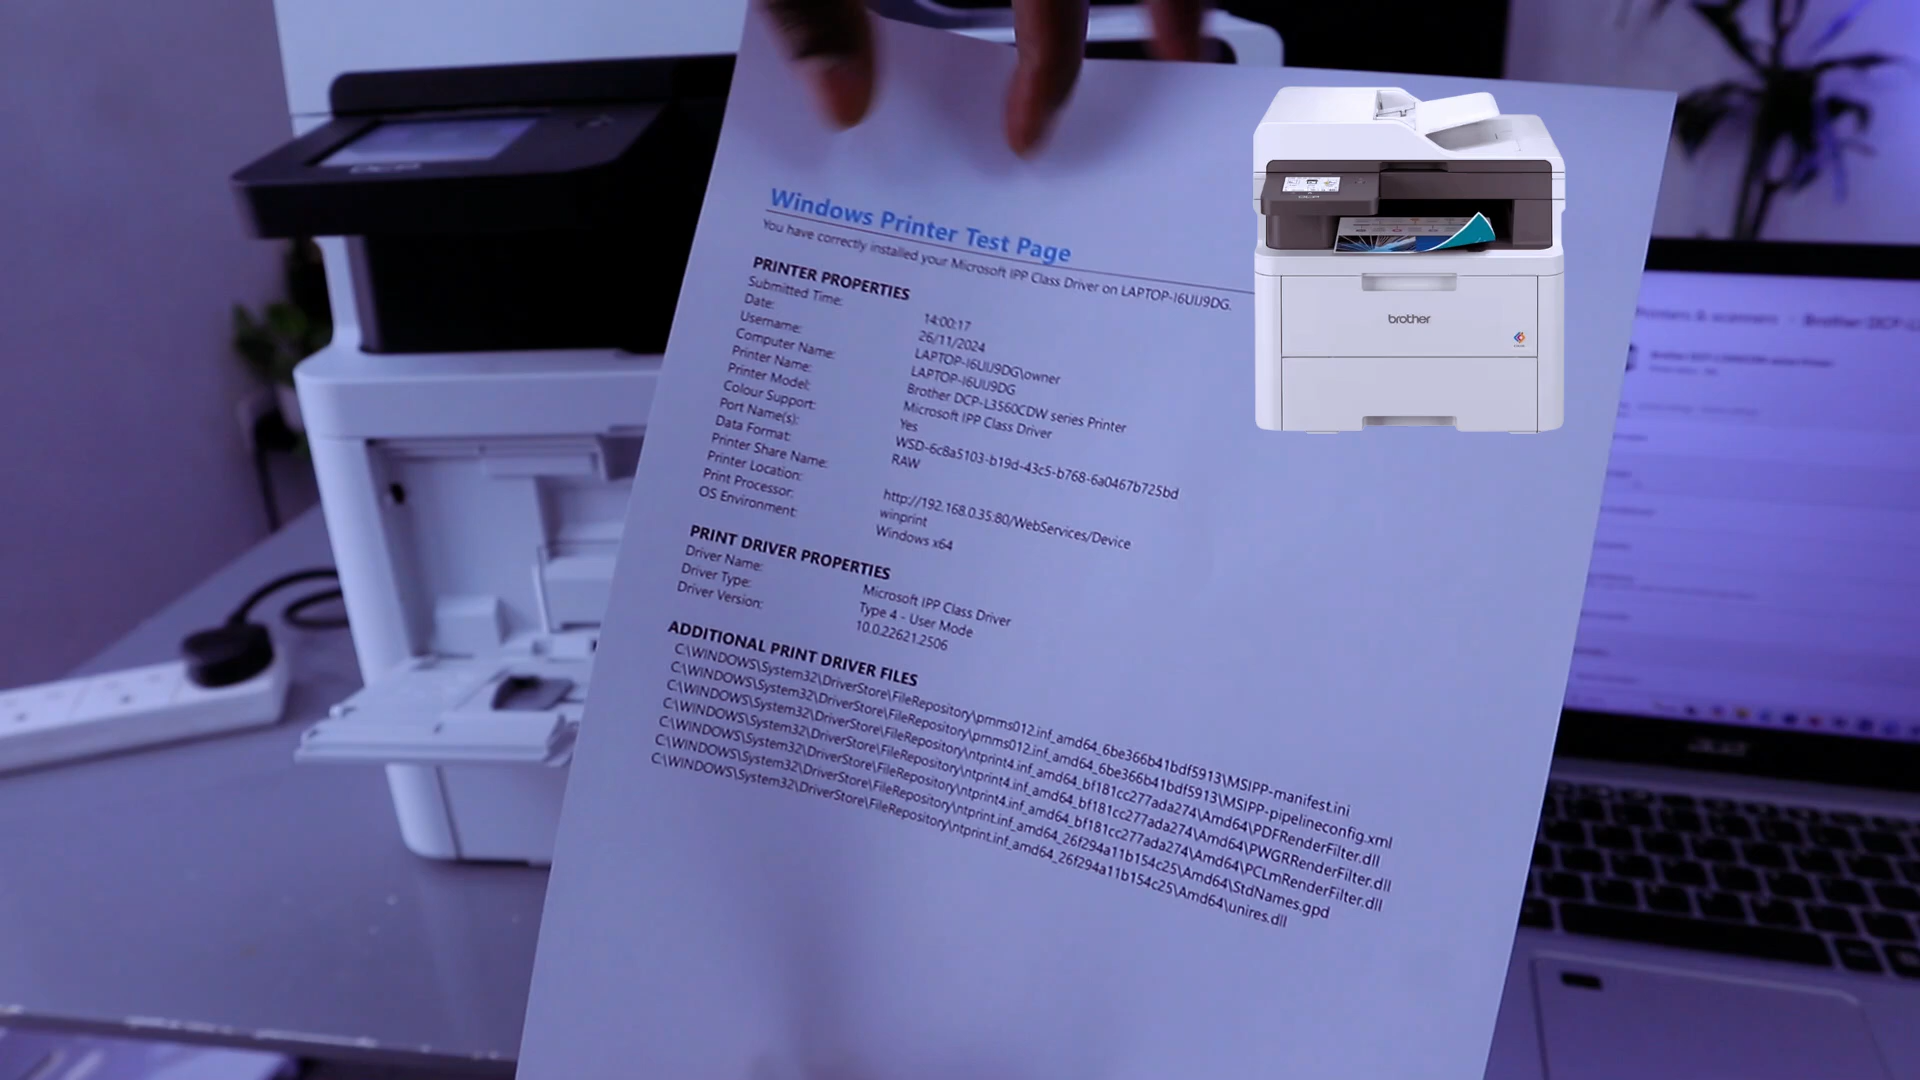 Windows Printer Test Page
You have correctly installed your Microsoft IPP Class Driver on LAPTOP-I6UIJ9DG.
PRINTER PROPERTIES
Submitted Time: 14:00:17
Date: 26/11/2024
Username: LAPTOP-I6UIJ9DG\owner
Computer Name: LAPTOP-I6UIJ9DG
Printer Name: Brother DCP-L3560CDW series Printer
Printer Model: Microsoft IPP Class Driver
Colour Support: Yes
Port Name(s): WSD-6c8a5103-b19d-43c5-b768-6a0467b725bd
Data Format: RAW
Printer Share Name:
Printer Location: http://192.168.0.35:80/WebServices/Device
Print Processor: winprint
OS Environment: Windows x64
PRINT DRIVER PROPERTIES
Driver Name: Microsoft IPP Class Driver
Driver Type: Type 4 - User Mode
Driver Version: 10.0.22621.2506
ADDITIONAL PRINT DRIVER FILES
C:\WINDOWS\System32\DriverStore\FileRepository\prnms012.inf_amd64_6be366b41bdf5913\MSIPP-manifest.ini
C:\WINDOWS\System32\DriverStore\FileRepository\prnms012.inf_amd64_6be366b41bdf5913\MSIPP-pipelineconfig.xml
C:\WINDOWS\System32\DriverStore\FileRepository\ntprint4.inf_amd64_bf181cc277ada274\Amd64\PDFRenderFilter.dll
C:\WINDOWS\System32\DriverStore\FileRepository\ntprint4.inf_amd64_bf181cc277ada274\Amd64\PWGRRenderFilter.dll
C:\WINDOWS\System32\DriverStore\FileRepository\ntprint4.inf_amd64_bf181cc277ada274\Amd64\PCLmRenderFilter.dll
C:\WINDOWS\System32\DriverStore\FileRepository\ntprint.inf_amd64_26f294a11b154c25\Amd64\StdNames.gpd
C:\WINDOWS\System32\DriverStore\FileRepository\ntprint.inf_amd64_26f294a11b154c25\Amd64\unires.dll
brother
DCP
Printers & scanners
Brother DCP-L3
acer